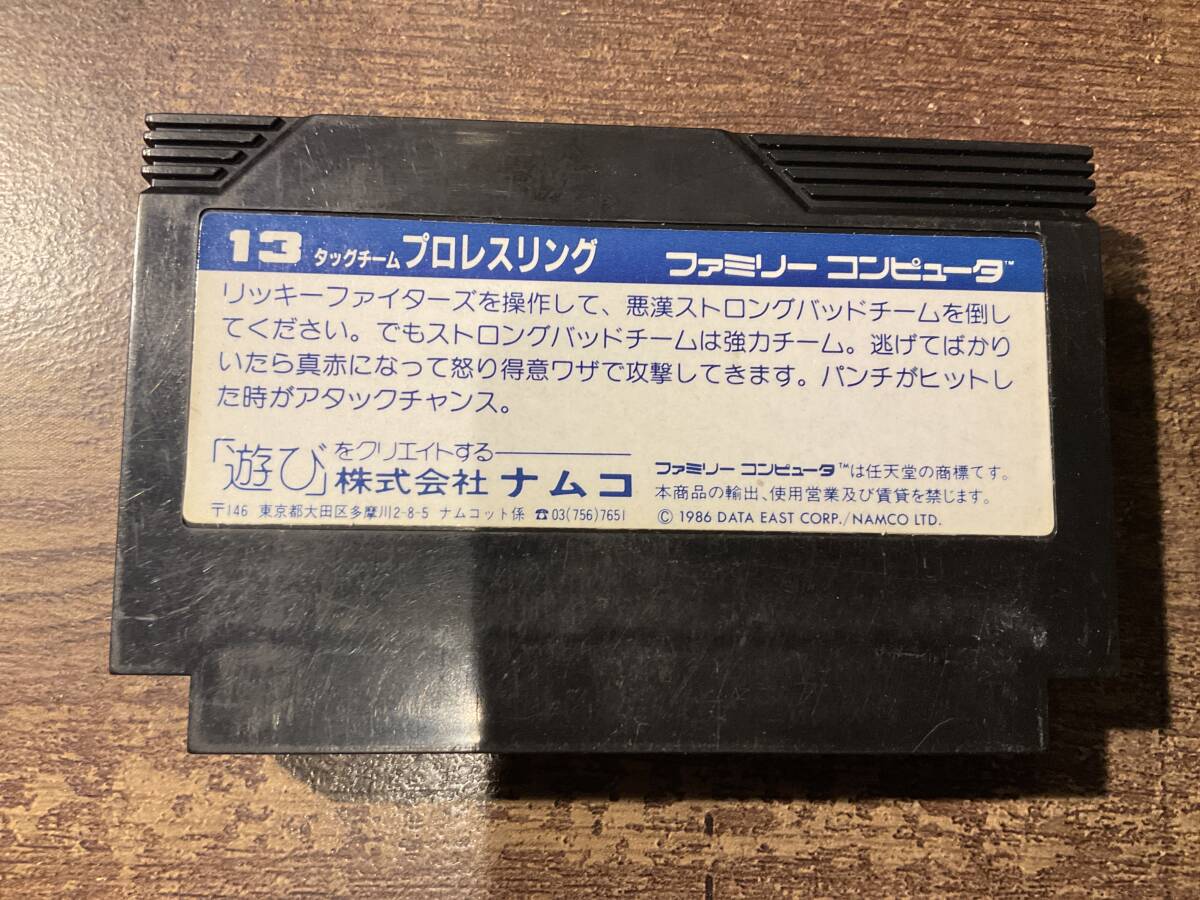 13 タッグチームプロレスリング ファミリー コンピュータ™
リッキーファイターズを操作して、悪漢ストロングバッドチームを倒し
てください。でもストロングバッドチームは強力チーム。逃げてばかり
いたら真赤になって怒り得意ワザで攻撃してきます。パンチがヒットし
た時がアタックチャンス。
「遊び」をクリエイトする
株式会社 ナムコ
〒146 東京都大田区多摩川2-8-5 ナムコット係 ☎03(756)7651
ファミリー コンピュータ™は任天堂の商標です。
本商品の輸出、使用営業及び賃貸を禁じます。
© 1986 DATA EAST CORP./NAMCO LTD.